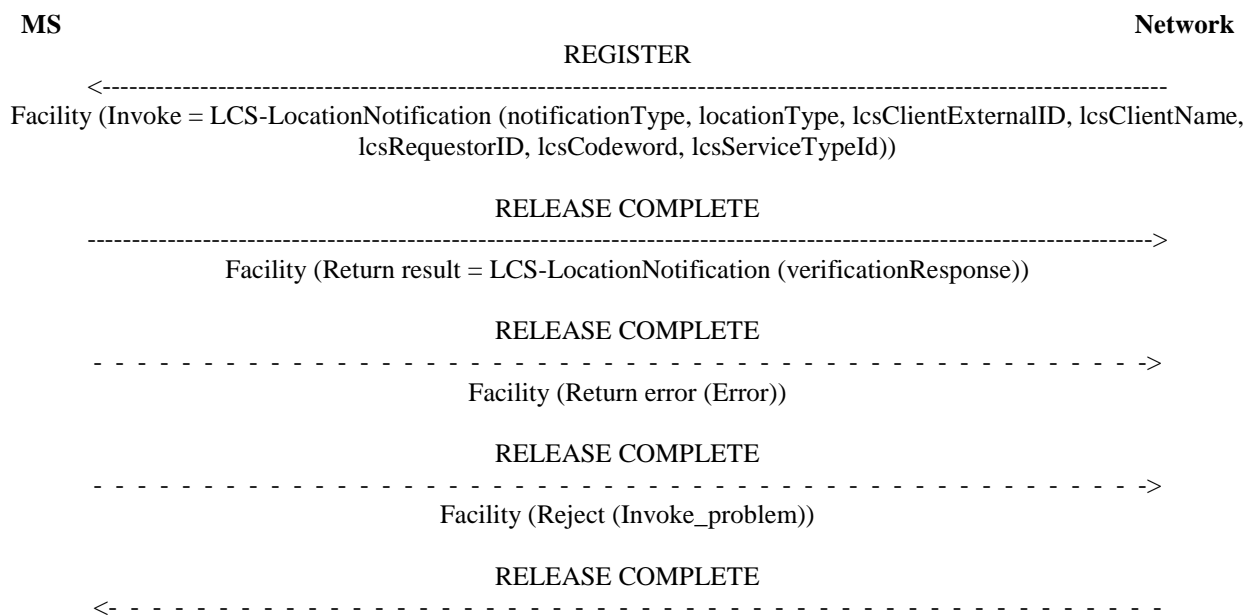 MS Network
REGISTER
<------------------------------------------------------------------------------------------------------------------------
Facility (Invoke = LCS-LocationNotification (notificationType, locationType, lcsClientExternalID, lcsClientName,
lcsRequestorID, lcsCodeword, lcsServiceTypeId))
RELEASE COMPLETE
------------------------------------------------------------------------------------------------------------------------>
Facility (Return result = LCS-LocationNotification (verificationResponse))
RELEASE COMPLETE
- - - - - - - - - - - - - - - - - - - - - - - - - - - - - - - - - - - - - - - - - - - - - - - ->
Facility (Return error (Error))
RELEASE COMPLETE
- - - - - - - - - - - - - - - - - - - - - - - - - - - - - - - - - - - - - - - - - - - - - - - ->
Facility (Reject (Invoke_problem))
RELEASE COMPLETE
<- - - - - - - - - - - - - - - - - - - - - - - - - - - - - - - - - - - - - - - - - - - - - - - -